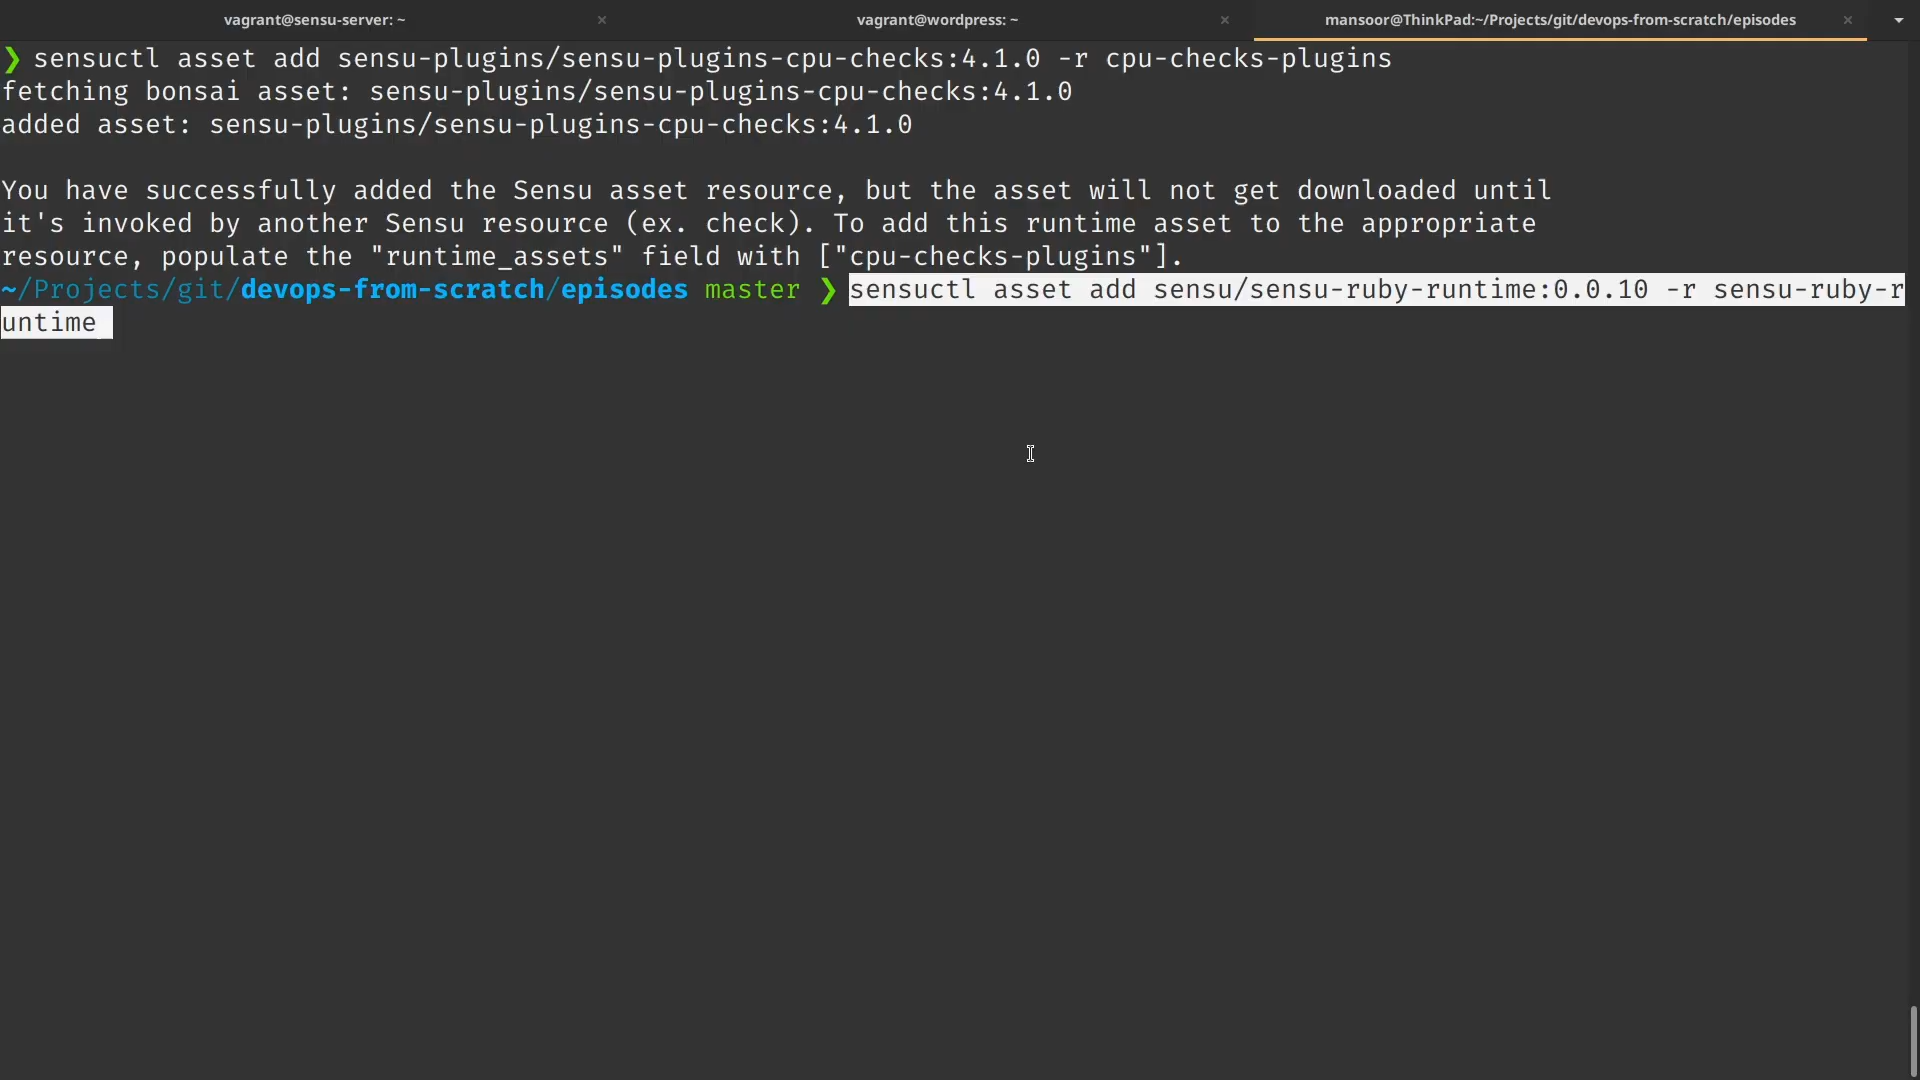 vagrant@sensu-server: ~ × vagrant@wordpress: ~ × mansoor@ThinkPad:~/Projects/git/devops-from-scratch/episodes ×
❯ sensuctl asset add sensu-plugins/sensu-plugins-cpu-checks:4.1.0 -r cpu-checks-plugins
fetching bonsai asset: sensu-plugins/sensu-plugins-cpu-checks:4.1.0
added asset: sensu-plugins/sensu-plugins-cpu-checks:4.1.0
You have successfully added the Sensu asset resource, but the asset will not get downloaded until
it's invoked by another Sensu resource (ex. check). To add this runtime asset to the appropriate
resource, populate the "runtime_assets" field with ["cpu-checks-plugins"].
~/Projects/git/devops-from-scratch/episodes master ❯ sensuctl asset add sensu/sensu-ruby-runtime:0.0.10 -r sensu-ruby-r
untime